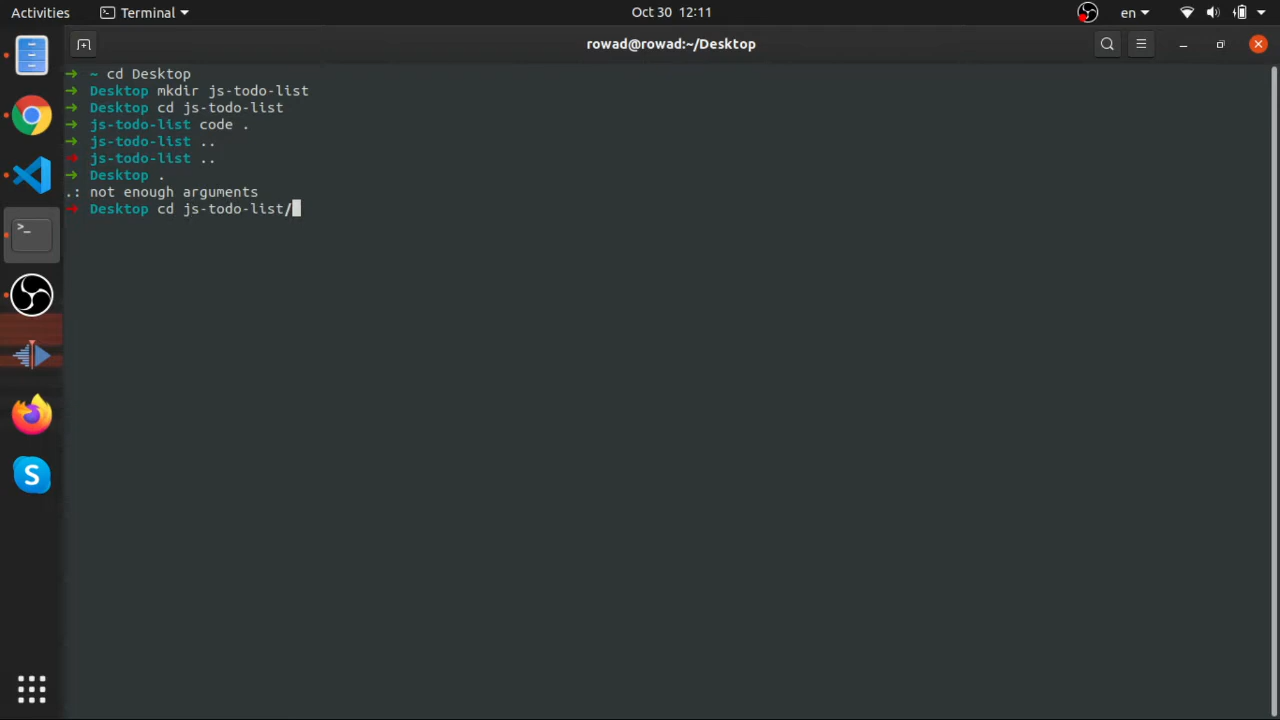 Activities
Terminal
Oct 30 12:11
en
rowad@rowad:~/Desktop
➜ ~ cd Desktop
➜ Desktop mkdir js-todo-list
➜ Desktop cd js-todo-list
➜ js-todo-list code .
➜ js-todo-list ..
➜ js-todo-list ..
➜ Desktop .
.: not enough arguments
➜ Desktop cd js-todo-list/